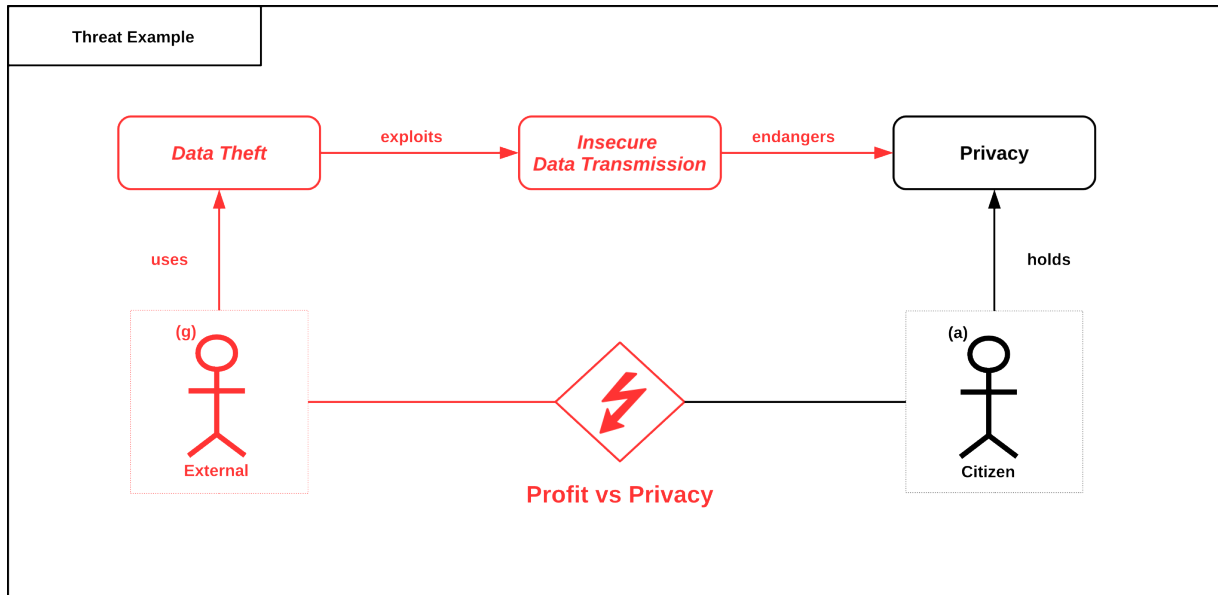 Threat Example
Data Theft
exploits
Insecure
Data Transmission
endangers
Privacy
uses
holds
(g)
External
(a)
Citizen
Profit vs Privacy